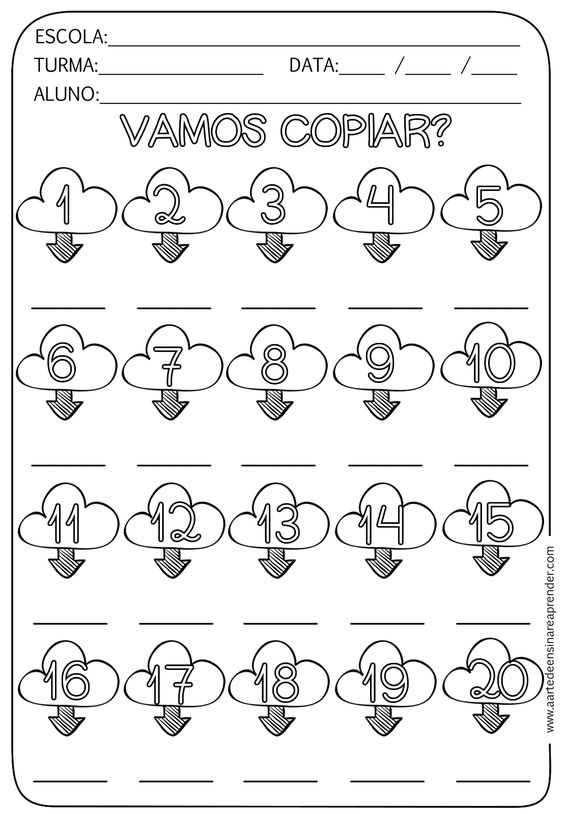 ESCOLA:
TURMA: DATA: / /
ALUNO:
VAMOS COPIAR?
1 2 3 4 5
6 7 8 9 10
11 12 13 14 15
16 17 18 19 20
www.aartedeensinareaprender.com